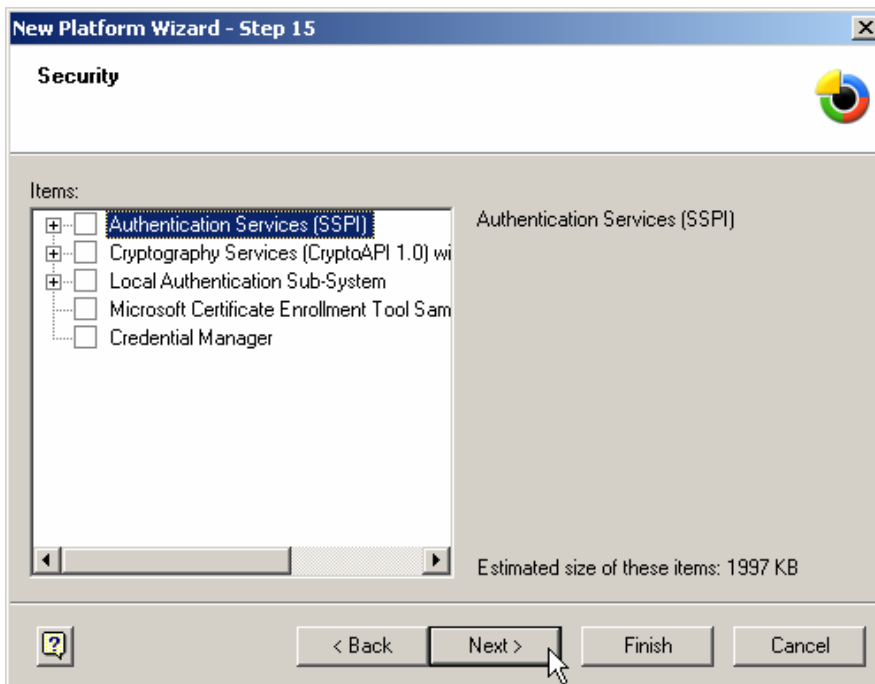 New Platform Wizard - Step 15
Security
Items:
Authentication Services (SSPI)
Authentication Services (SSPI)
Cryptography Services (CryptoAPI 1.0) wi
Local Authentication Sub-System
Microsoft Certificate Enrollment Tool Sam
Credential Manager
Estimated size of these items: 1997 KB
? < Back Next > Finish Cancel